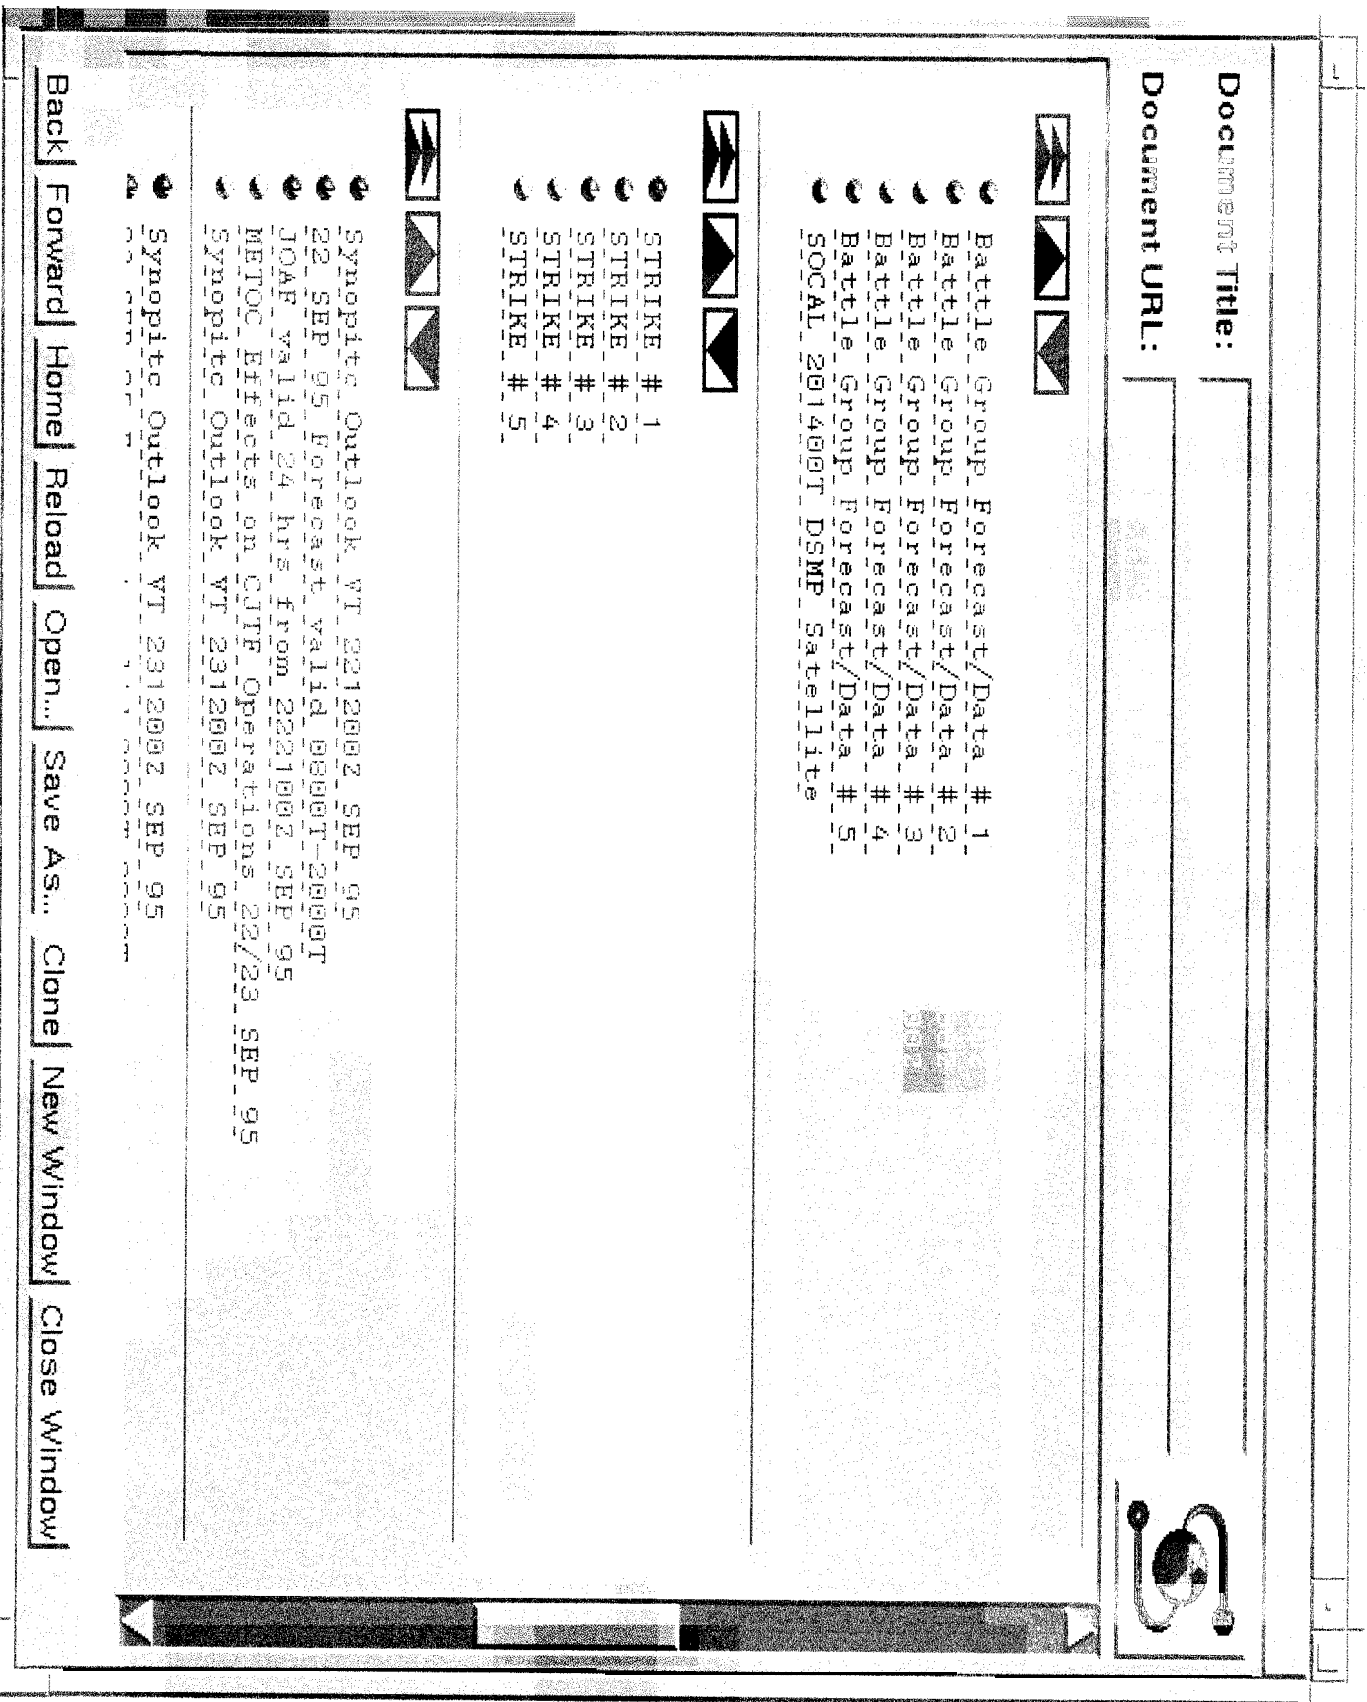 Document Title:
Document URL:
Battle Group Forecast/Data # 1
Battle Group Forecast/Data # 2
Battle Group Forecast/Data # 3
Battle Group Forecast/Data # 4
Battle Group Forecast/Data # 5
SOCAL 201400T DSMP Satellite
STRIKE # 1
STRIKE # 2
STRIKE # 3
STRIKE # 4
STRIKE # 5
Synopitc Outlook VT 221200Z SEP 95
22 SEP 95 Forecast valid 0800T-2000T
JOAF valid 24 hrs from 222100Z SEP 95
METOC Effects on CJTF Operations 22/23 SEP 95
Synopitc Outlook VT 231200Z SEP 95
Synopitc Outlook VT 231200Z SEP 95
Back Forward Home Reload Open... Save As... Clone New Window Close Window